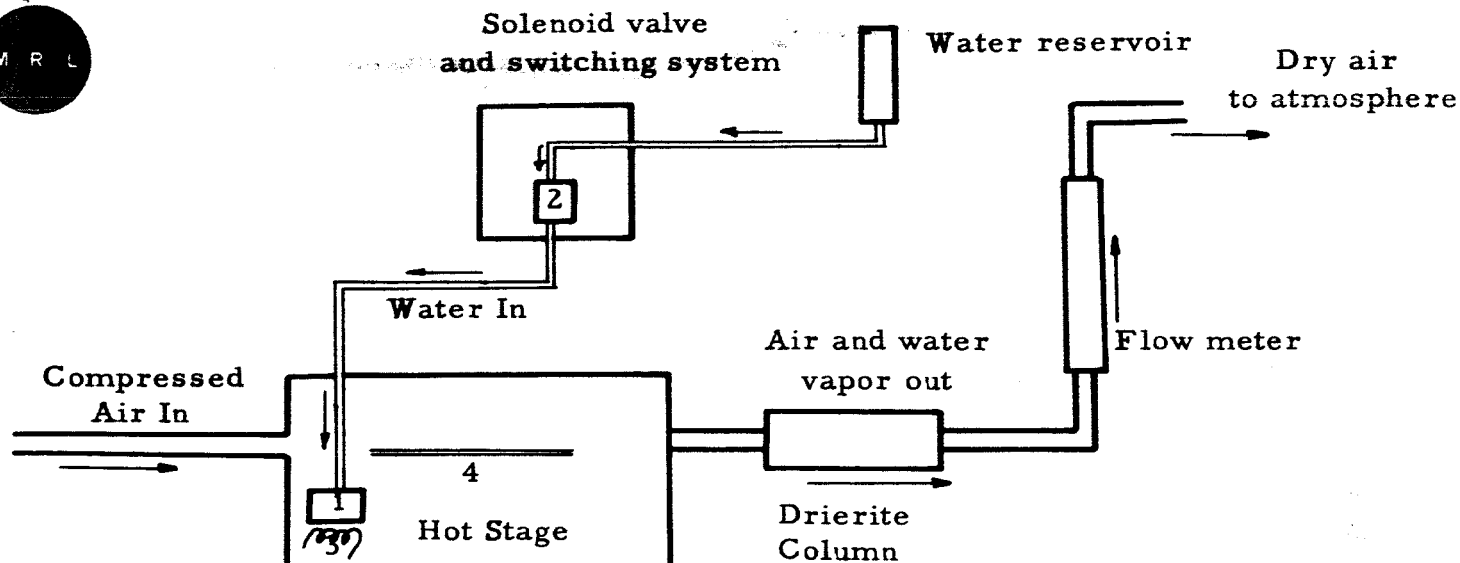 M R L
Solenoid valve
and switching system
Water reservoir
Dry air
to atmosphere
2
Water In
Air and water
vapor out
Flow meter
Compressed
Air In
4
1
3
Hot Stage
Drierite
Column